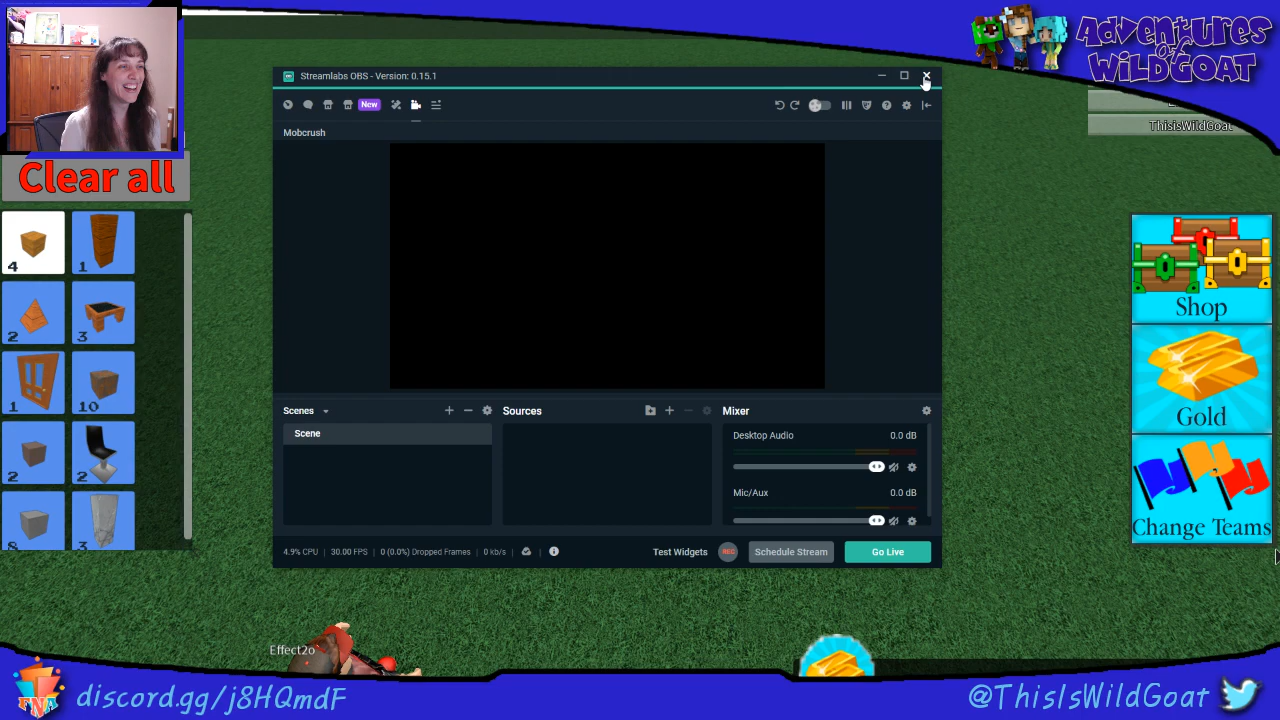 Adventures
of
WildGoat
Streamlabs OBS - Version: 0.15.1
New
Mobcrush
ThisisWildGoat
Clear all
4
1
2
3
1
10
2
2
8
3
Shop
Gold
Change Teams
Scenes
Sources
Mixer
Scene
Desktop Audio 0.0 dB
Mic/Aux 0.0 dB
4.9% CPU | 30.00 FPS | 0 (0.0%) Dropped Frames | 0 kb/s
Test Widgets
REC
Schedule Stream
Go Live
Effect2o
FNA
discord.gg/j8HQmdF
@ThisIsWildGoat